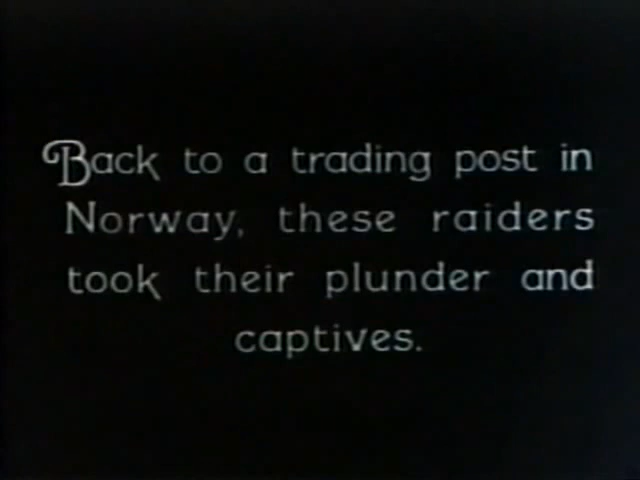 Back to a trading post in
Norway, these raiders
took their plunder and
captives.